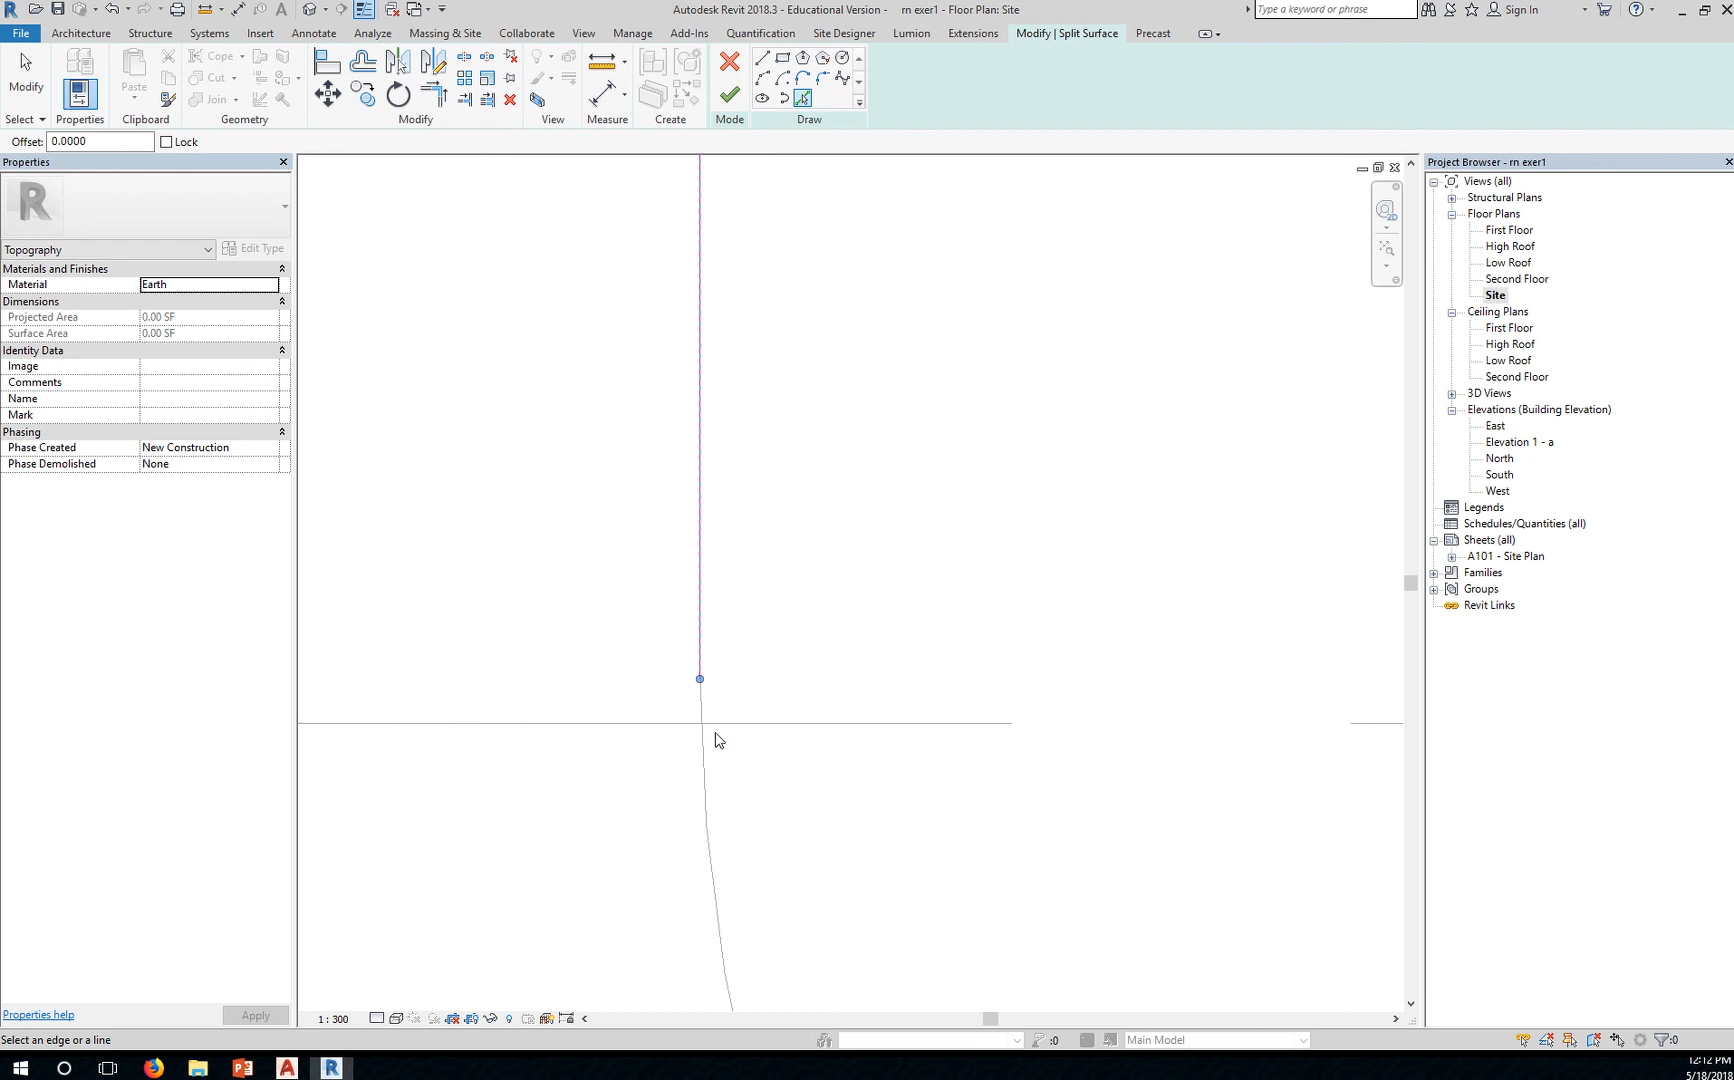 Autodesk Revit 2018.3 - Educational Version - rn exer1 - Floor Plan: Site
Type a keyword or phrase
Sign In
File Architecture Structure Systems Insert Annotate Analyze Massing & Site Collaborate View Manage Add-Ins Quantification Site Designer Lumion Extensions Modify | Split Surface Precast
Modify
Paste
Cope
Cut
Join
Select Properties Clipboard Geometry Modify View Measure Create Mode Draw
Offset: 0.0000 Lock
Properties
R
Topography Edit Type
Materials and Finishes
Material Earth
Dimensions
Projected Area 0.00 SF
Surface Area 0.00 SF
Identity Data
Image
Comments
Name
Mark
Phasing
Phase Created New Construction
Phase Demolished None
Properties help Apply
2D
Project Browser - rn exer1
Views (all)
Structural Plans
Floor Plans
First Floor
High Roof
Low Roof
Second Floor
Site
Ceiling Plans
First Floor
High Roof
Low Roof
Second Floor
3D Views
Elevations (Building Elevation)
East
Elevation 1 - a
North
South
West
Legends
Schedules/Quantities (all)
Sheets (all)
A101 - Site Plan
Families
Groups
Revit Links
1 : 300
Select an edge or a line
:0
Main Model
:0
12:12 PM
5/18/2018